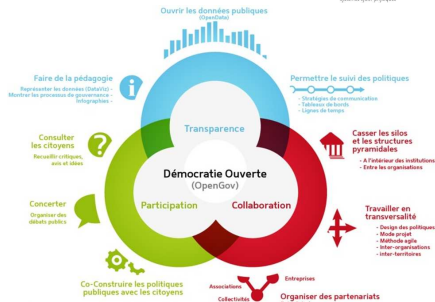 Ouvrir les données publiques
(OpenData)
Faire de la pédagogie
Représenter les données (DataViz) -
Montrer les processus de gouvernance -
Infographies -
Permettre le suivi des politiques
- Stratégies de communication
- Tableaux de bords
- Lignes de temps
Transparence
Consulter
les citoyens
Recueillir critiques,
avis et idées
Casser les silos
et les structures
pyramidales
- A l'intérieur des institutions
- Entre les organisations
Démocratie Ouverte
(OpenGov)
Participation
Collaboration
Concerter
Organiser des
débats publics
Travailler en
transversalité
- Design des politiques
- Mode projet
- Méthode agile
- Inter-organisations
- inter-territoires
Co-Construire les politiques
publiques avec les citoyens
Associations
Entreprises
Collectivités
Organiser des partenariats